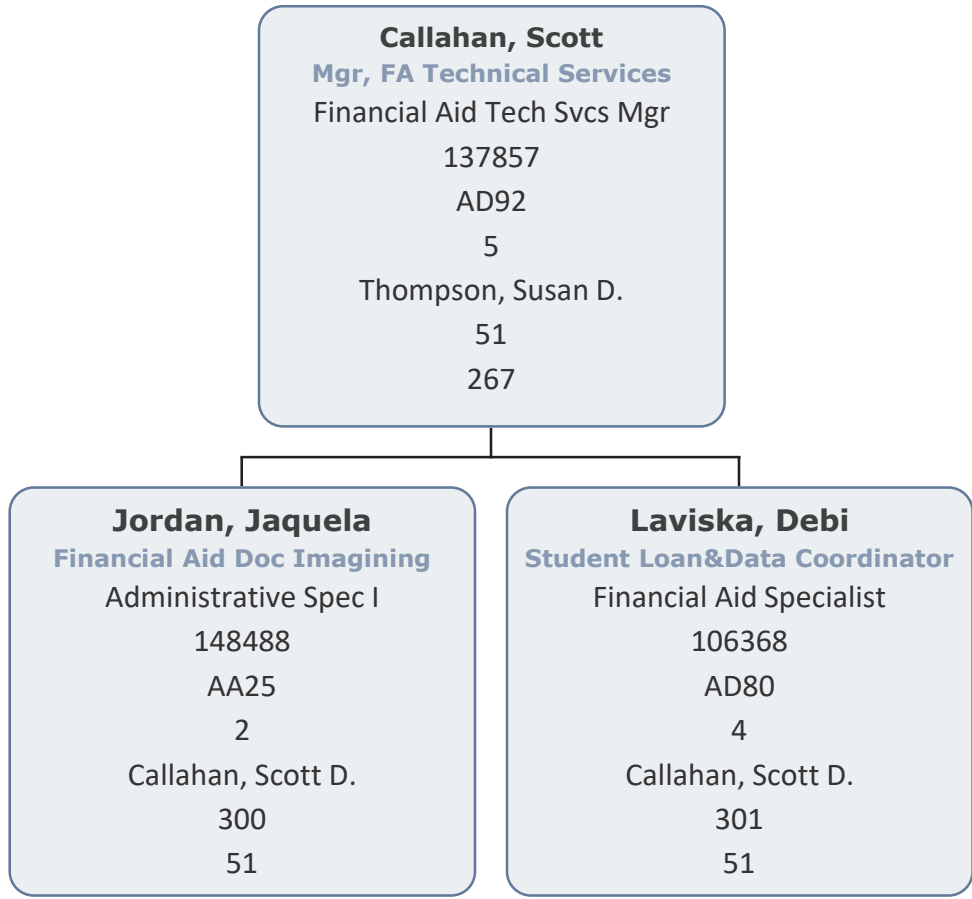 Callahan, Scott
Mgr, FA Technical Services
Financial Aid Tech Svcs Mgr
137857
AD92
5
Thompson, Susan D.
51
267
Jordan, Jaquela
Financial Aid Doc Imagining
Administrative Spec I
148488
AA25
2
Callahan, Scott D.
300
51
Laviska, Debi
Student Loan&Data Coordinator
Financial Aid Specialist
106368
AD80
4
Callahan, Scott D.
301
51